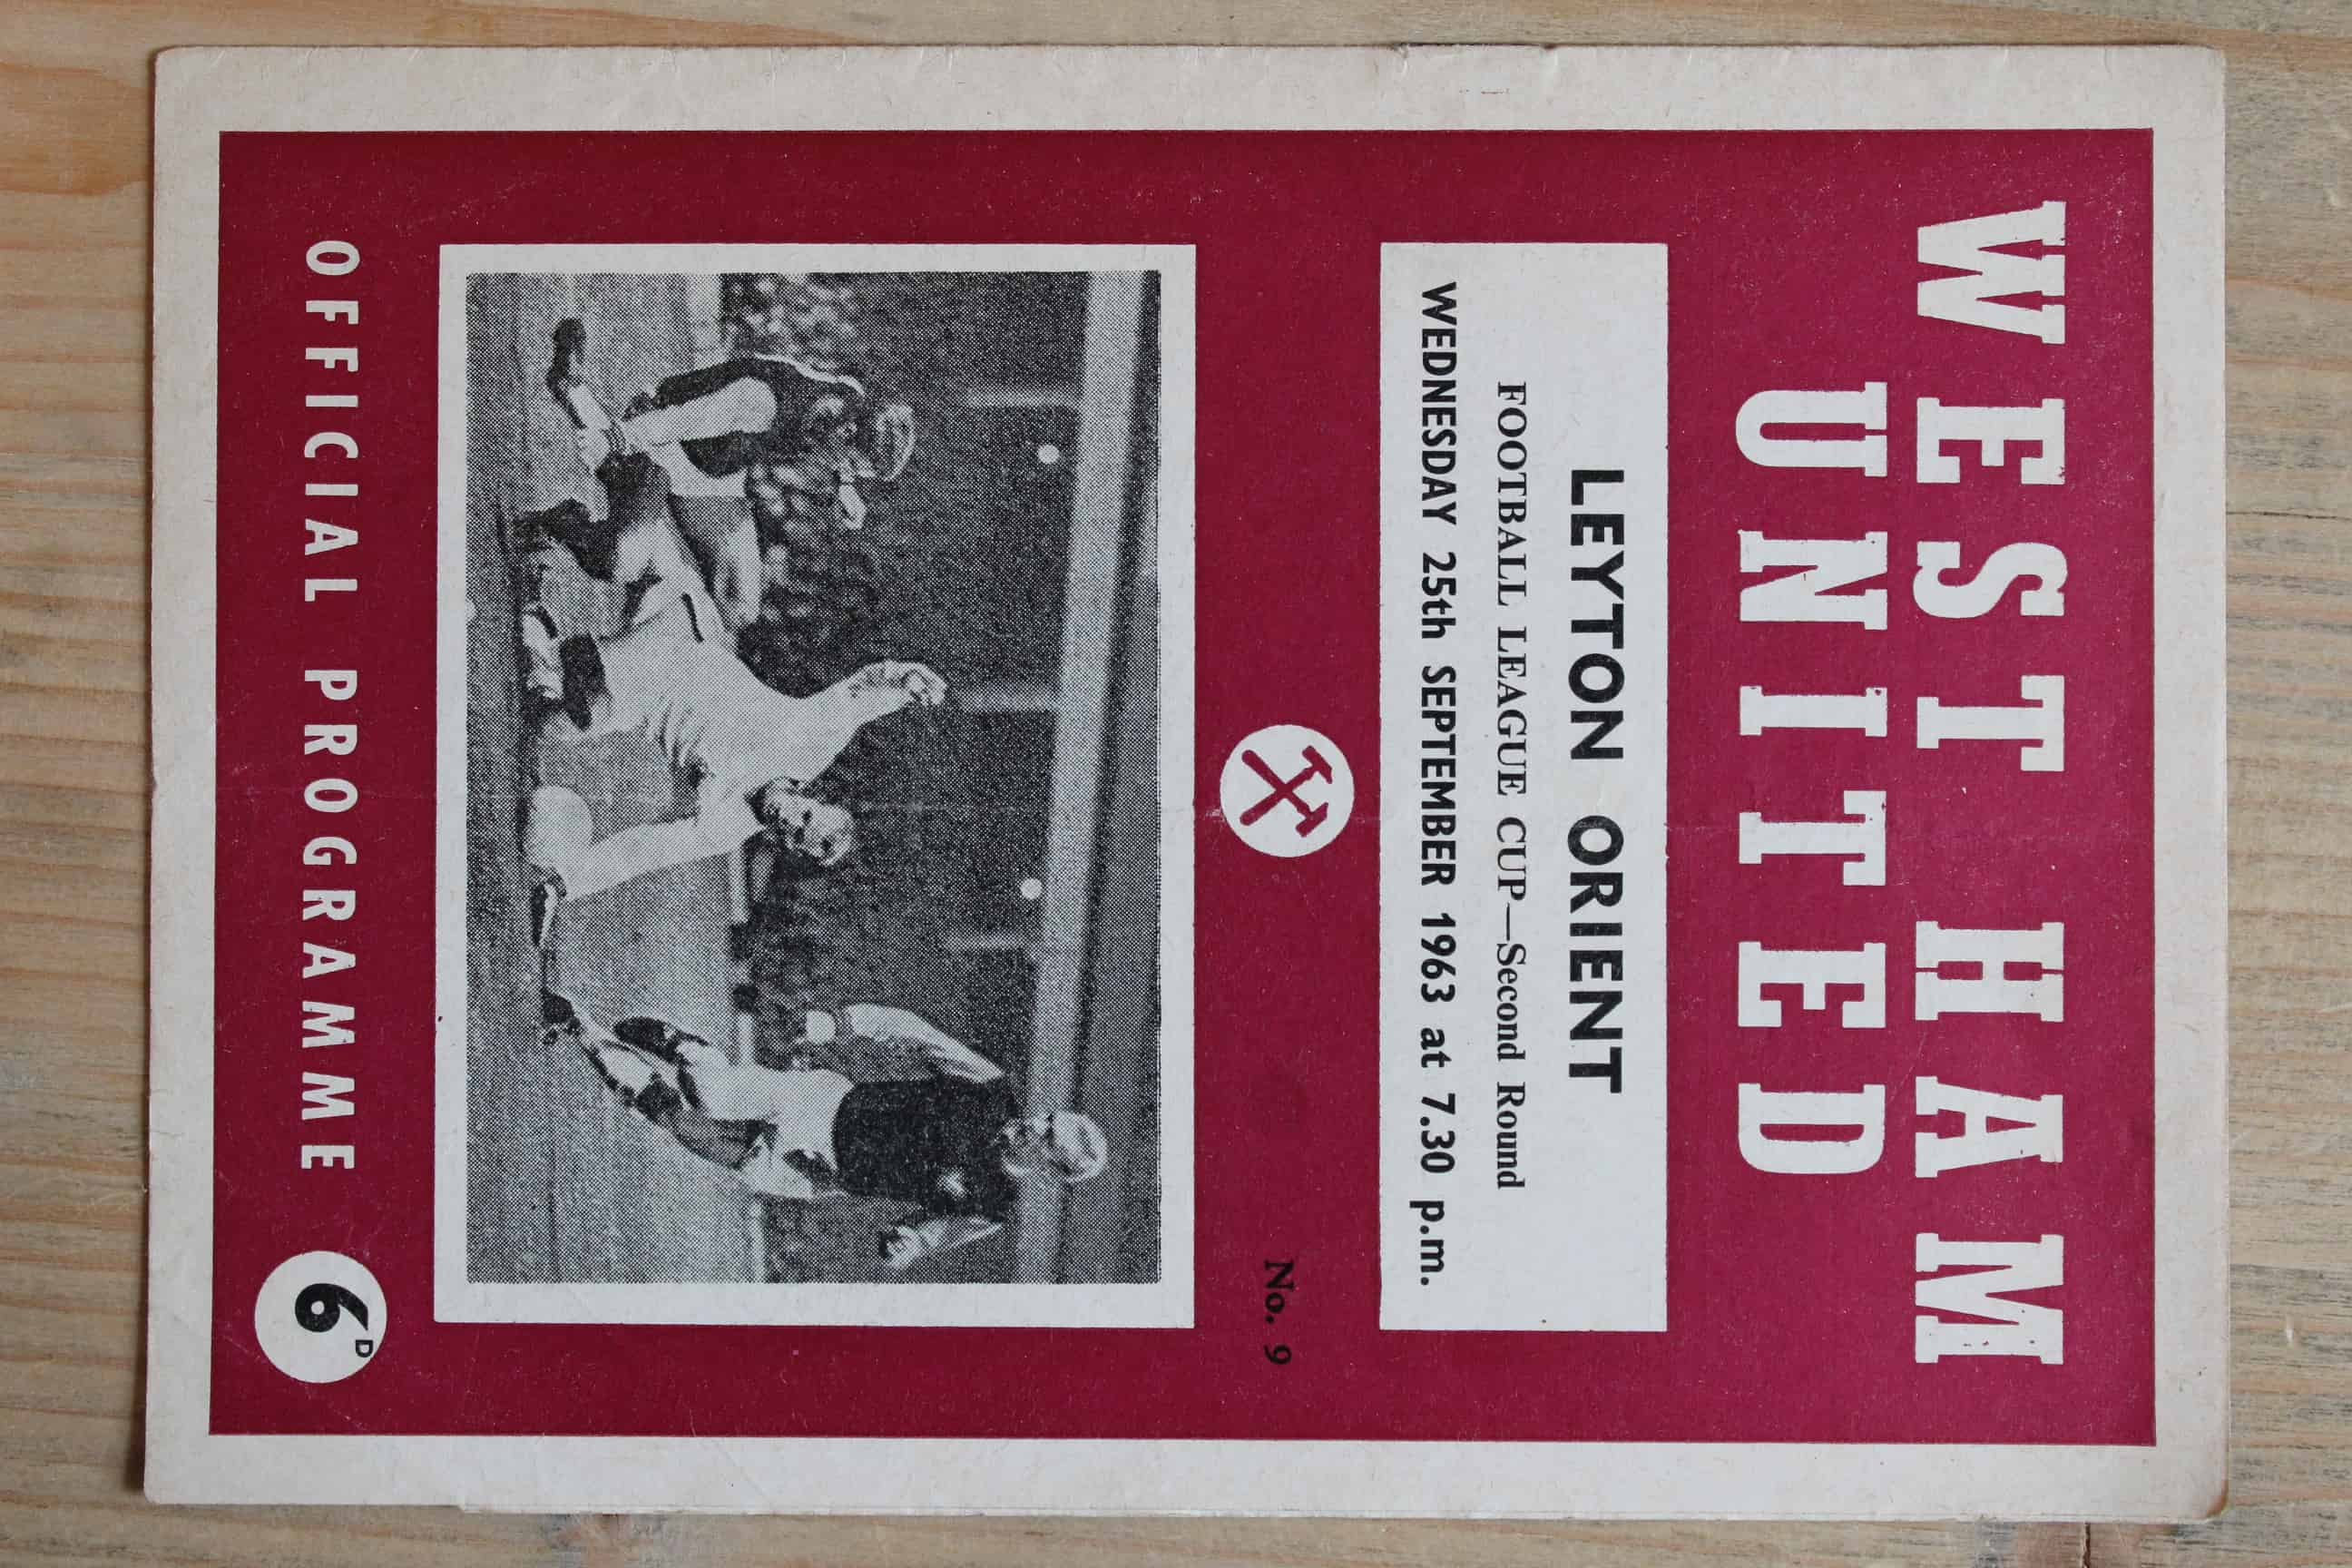 WEST HAM
UNITED
LEYTON ORIENT
FOOTBALL LEAGUE CUP—Second Round
WEDNESDAY 25th SEPTEMBER 1963 at 7.30 p.m.
No. 9
OFFICIAL PROGRAMME
6D